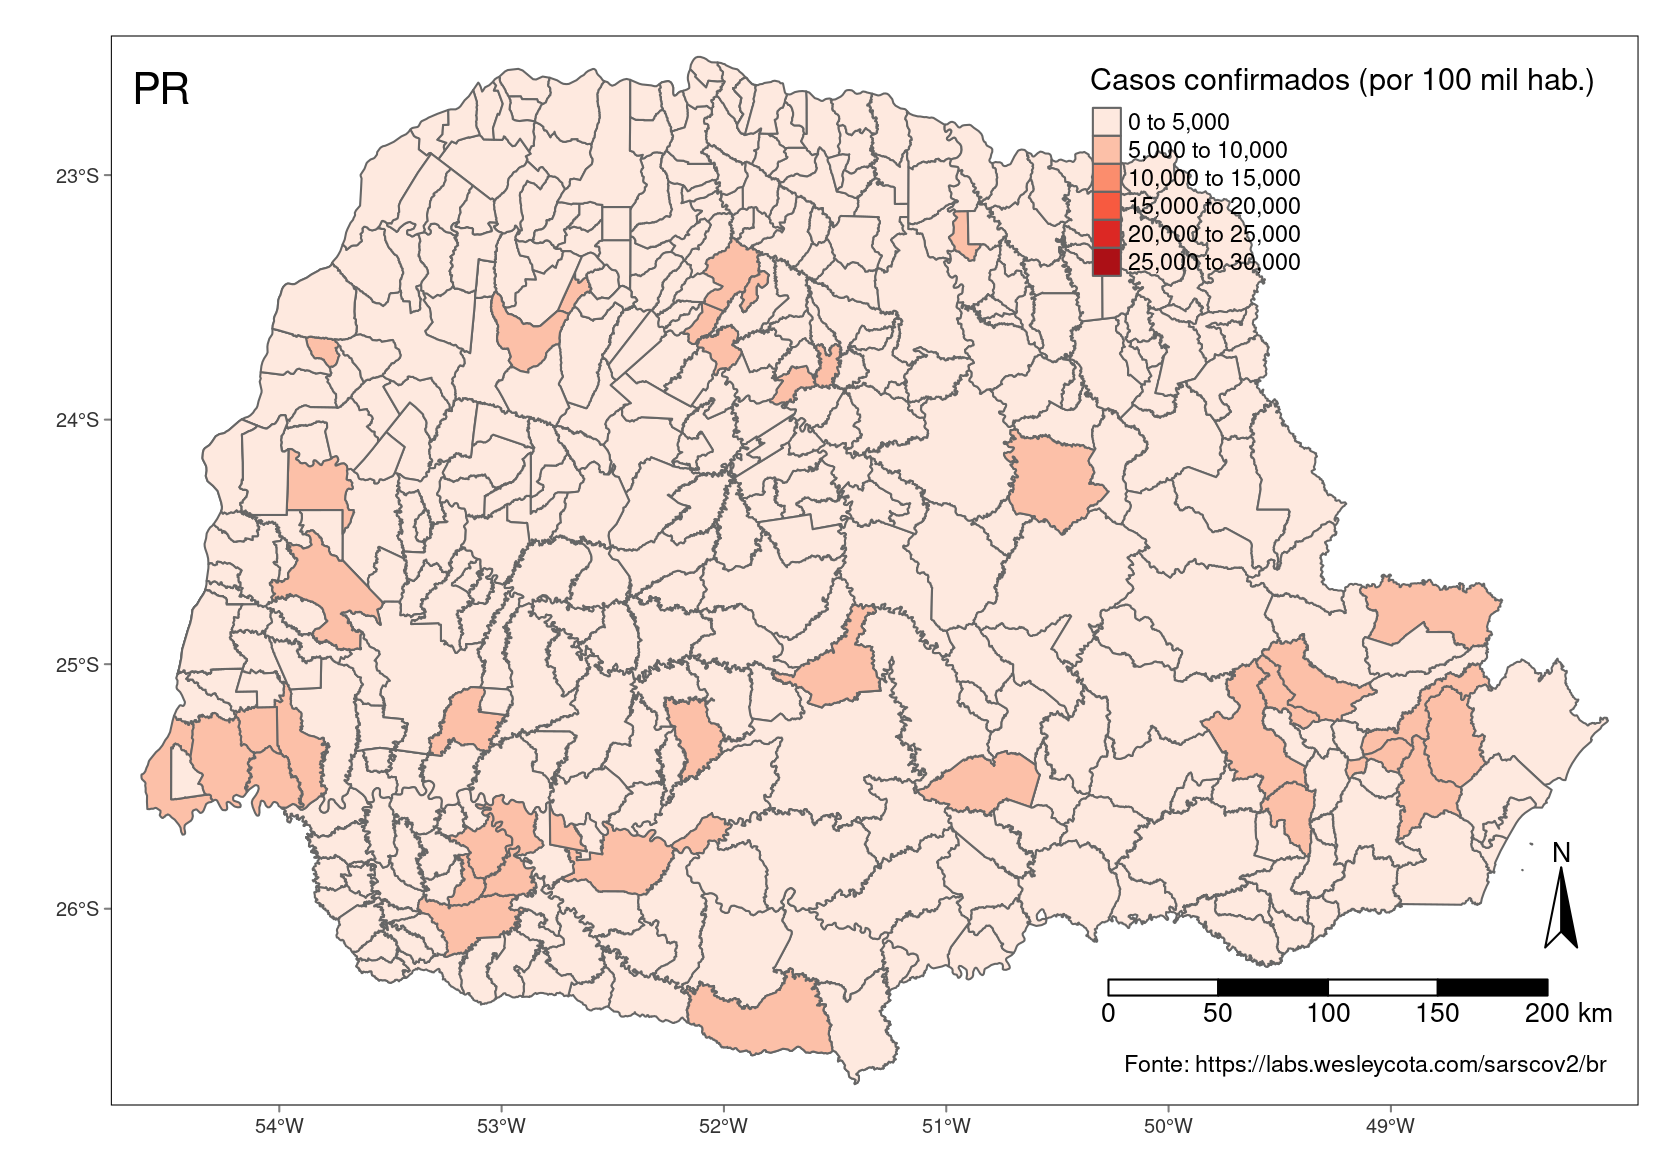 PR
Casos confirmados (por 100 mil hab.)
0 to 5,000
5,000 to 10,000
10,000 to 15,000
15,000 to 20,000
20,000 to 25,000
25,000 to 30,000
23°S
24°S
25°S
26°S
N
0 50 100 150 200 km
Fonte: https://labs.wesleycota.com/sarscov2/br
54°W 53°W 52°W 51°W 50°W 49°W